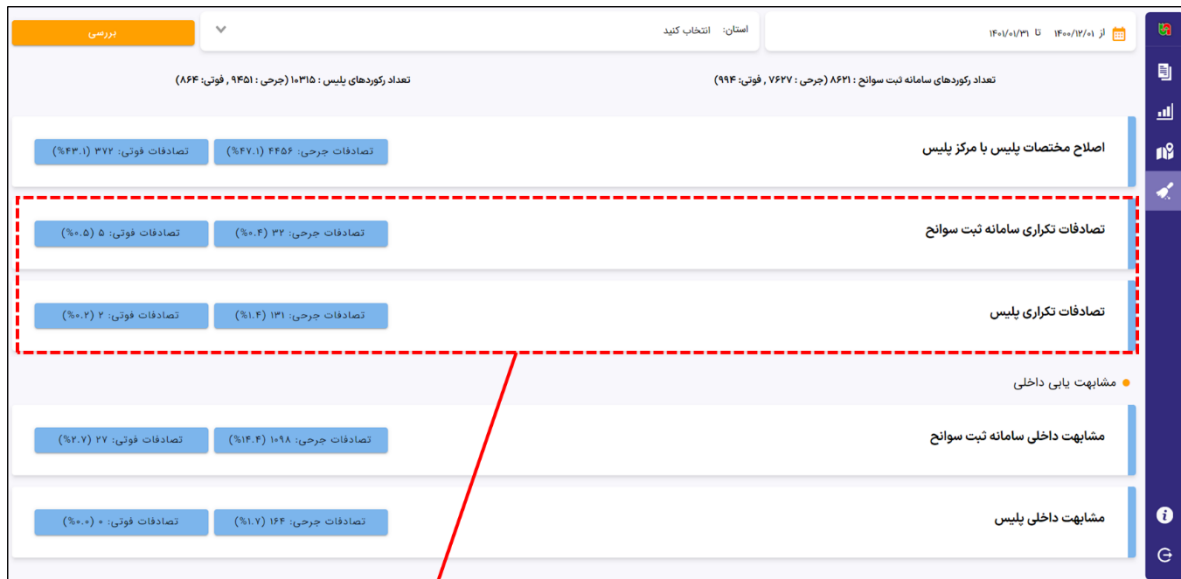 از ۱۴۰۰/۱۲/۰۱ تا ۱۴۰۱/۰۱/۳۱
استان: انتخاب کنید
بررسی
تعداد رکوردهای سامانه ثبت سوانح : ۸۶۲۱ (جرحی : ۷۶۲۷ , فوتی: ۹۹۴)
تعداد رکوردهای پلیس : ۱۰۳۱۵ (جرحی : ۹۴۵۱ , فوتی: ۸۶۴)
اصلاح مختصات پلیس با مرکز پلیس
تصادفات جرحی: ۴۴۵۶ (۴۷.۱%)
تصادفات فوتی: ۳۷۲ (۴۳.۱%)
تصادفات تکراری سامانه ثبت سوانح
تصادفات جرحی: ۳۲ (۰.۴%)
تصادفات فوتی: ۵ (۰.۵%)
تصادفات تکراری پلیس
تصادفات جرحی: ۱۳۱ (۱.۴%)
تصادفات فوتی: ۲ (۰.۲%)
مشابهت یابی داخلی
مشابهت داخلی سامانه ثبت سوانح
تصادفات جرحی: ۱۰۹۸ (۱۴.۴%)
تصادفات فوتی: ۲۷ (۲.۷%)
مشابهت داخلی پلیس
تصادفات جرحی: ۱۶۴ (۱.۷%)
تصادفات فوتی: ۰ (۰.۰%)